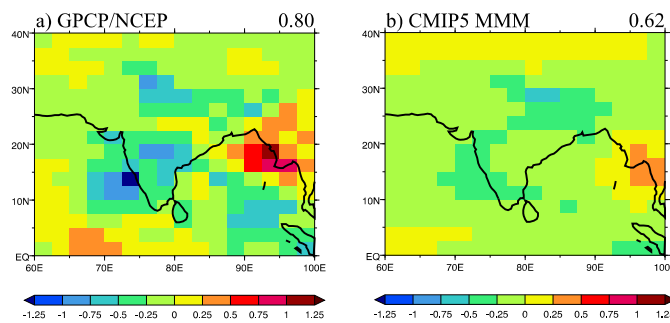 a) GPCP/NCEP 0.80
40N
30N
20N
10N
EQ
60E 70E 80E 90E 100E
-1.25 -1 -0.75 -0.5 -0.25 0 0.25 0.5 0.75 1 1.25
b) CMIP5 MMM 0.62
40N
30N
20N
10N
EQ
60E 70E 80E 90E 100E
-1.25 -1 -0.75 -0.5 -0.25 0 0.25 0.5 0.75 1 1.2